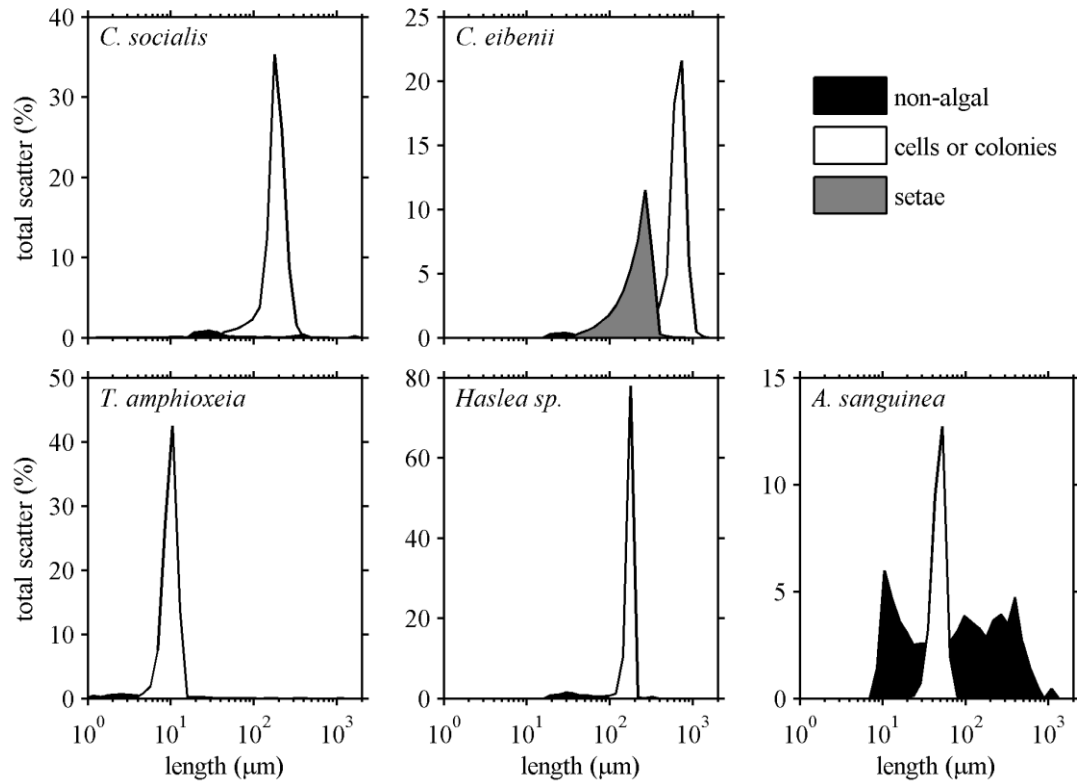 C. socialis
40
30
20
10
0
total scatter (%)
C. eibenii
25
20
15
10
5
0
non-algal
cells or colonies
setae
T. amphioxeia
50
40
30
20
10
0
total scatter (%)
10^0 10^1 10^2 10^3
length (μm)
Haslea sp.
80
60
40
20
0
10^0 10^1 10^2 10^3
length (μm)
A. sanguinea
15
10
5
0
10^0 10^1 10^2 10^3
length (μm)